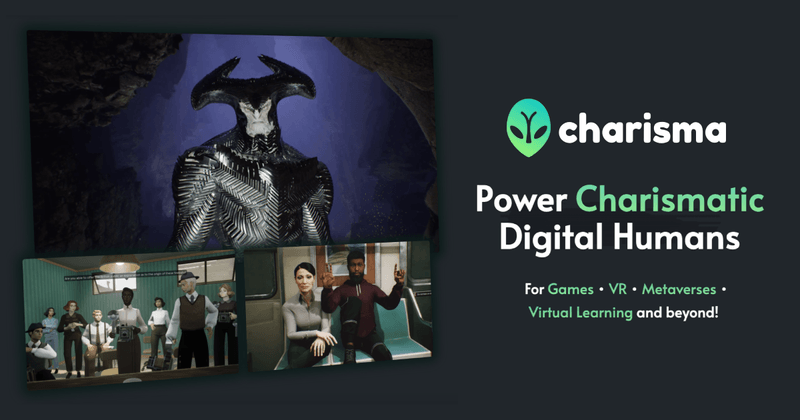 charisma
Power Charismatic
Digital Humans
For Games • VR • Metaverses •
Virtual Learning and beyond!